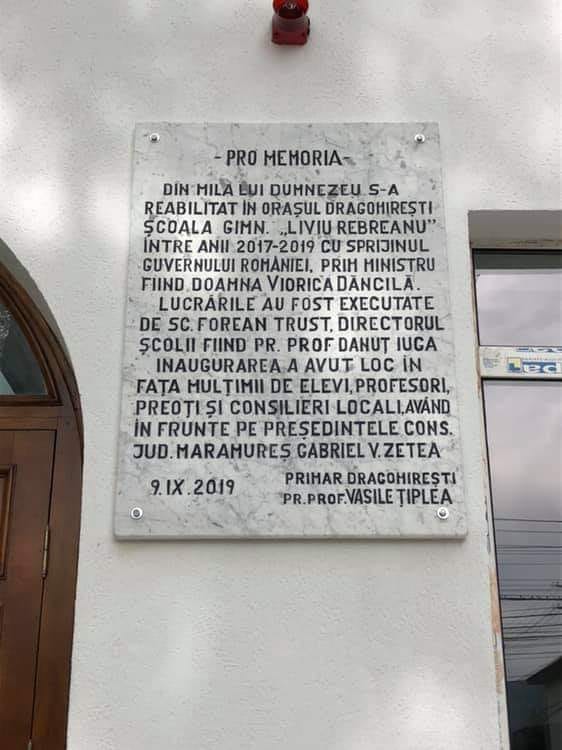 -PRO MEMORIA-
DIN MILA LUI DUMNEZEU S-A
REABILITAT ÎN ORAȘUL DRAGOMIREȘTI
ȘCOALA GIMN. „LIVIU REBREANU”
ÎNTRE ANII 2017-2019 CU SPRIJINUL
GUVERNULUI ROMÂNIEI, PRIM MINISTRU
FIIND DOAMNA VIORICA DĂNCILĂ.
LUCRĂRILE AU FOST EXECUTATE
DE SC. FOREAN TRUST, DIRECTORUL
ȘCOLII FIIND PR. PROF DANUȚ IUGA
INAUGURAREA A AVUT LOC ÎN
FAȚA MULȚIMII DE ELEVI, PROFESORI,
PREOȚI ȘI CONSILIERI LOCALI, AVÂND
ÎN FRUNTE PE PREȘEDINTELE CONS.
JUD. MARAMUREȘ GABRIEL V. ZETEA
9.IX.2019
PRIMAR DRAGOMIREȘTI
PR. PROF. VASILE ȚIPLEA